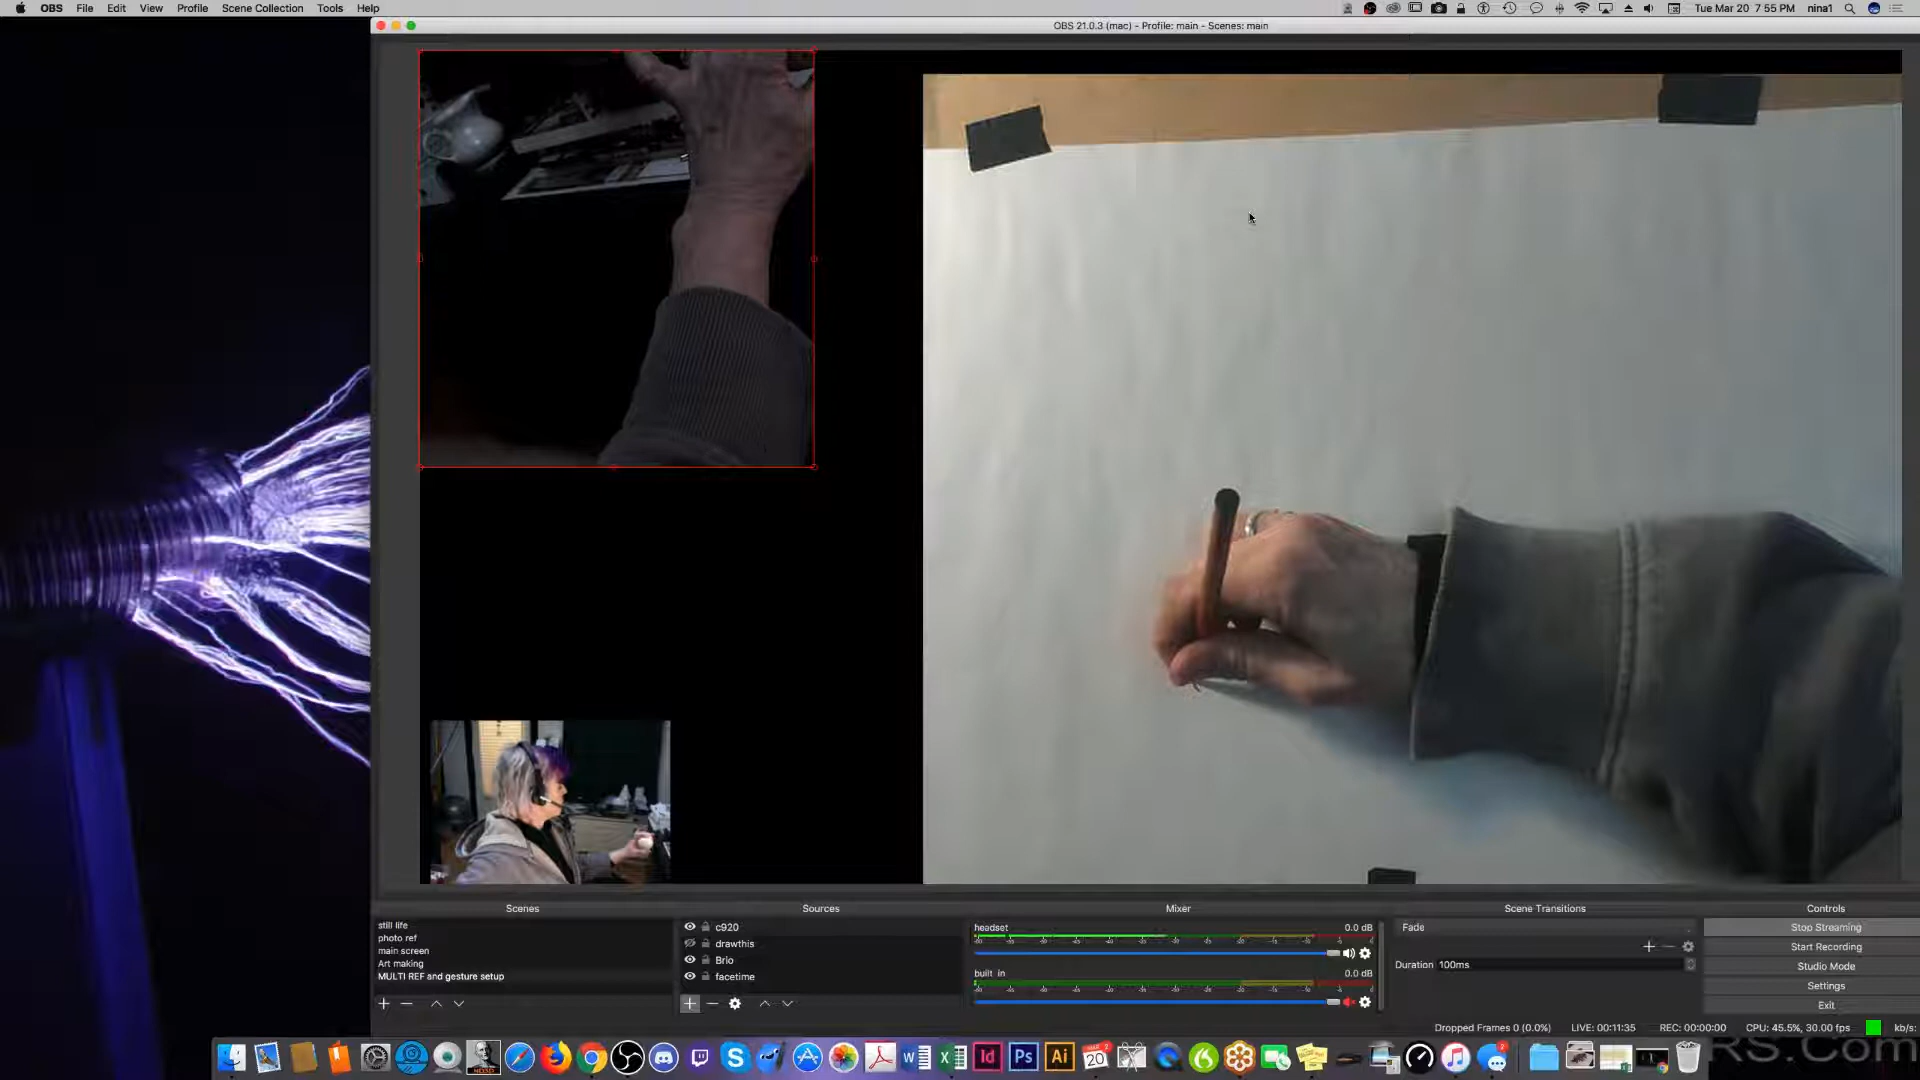 OBS File Edit View Profile Scene Collection Tools Help
Tue Mar 20 7:55 PM nina1
OBS 21.0.3 (mac) - Profile: main - Scenes: main
Scenes
still life
photo ref
main screen
Art making
MULTI REF and gesture setup
Sources
c920
drawthis
Brio
facetime
Mixer
headset 0.0 dB
built in 0.0 dB
Scene Transitions
Fade
Duration 100ms
Controls
Stop Streaming
Start Recording
Studio Mode
Settings
Exit
Dropped Frames 0 (0.0%) LIVE: 00:11:35 REC: 00:00:00 CPU: 45.5%, 30.00 fps kb/s:
RS.Com